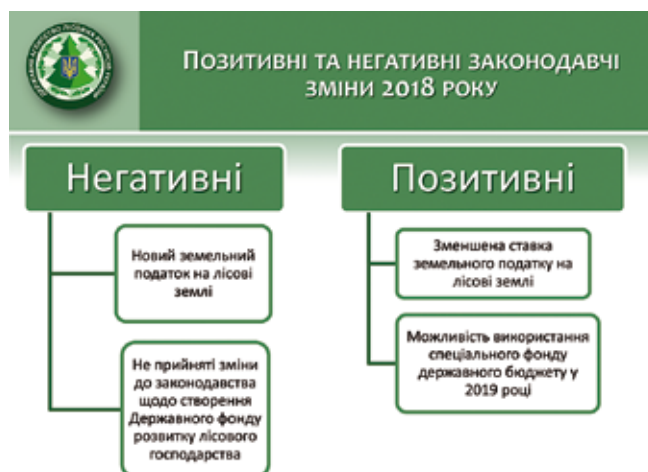 ПОЗИТИВНІ ТА НЕГАТИВНІ ЗАКОНОДАВЧІ
ЗМІНИ 2018 РОКУ
Негативні
Новий земельний
податок на лісові
землі
Не прийняті зміни
до законодавства
щодо створення
Державного фонду
розвитку лісового
господарства
Позитивні
Зменшена ставка
земельного податку на
лісові землі
Можливість використання
спеціального фонду
державного бюджету у
2019 році